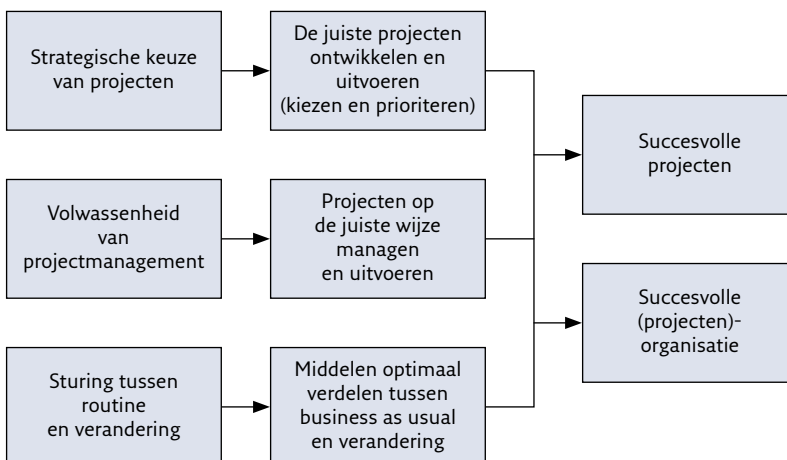 Strategische keuze
van projecten
De juiste projecten
ontwikkelen en
uitvoeren
(kiezen en prioriteren)
Volwassenheid
van
projectmanagement
Projecten op
de juiste wijze
managen
en uitvoeren
Sturing tussen
routine
en verandering
Middelen optimaal
verdelen tussen
business as usual
en verandering
Succesvolle
projecten
Succesvolle
(projecten)-
organisatie